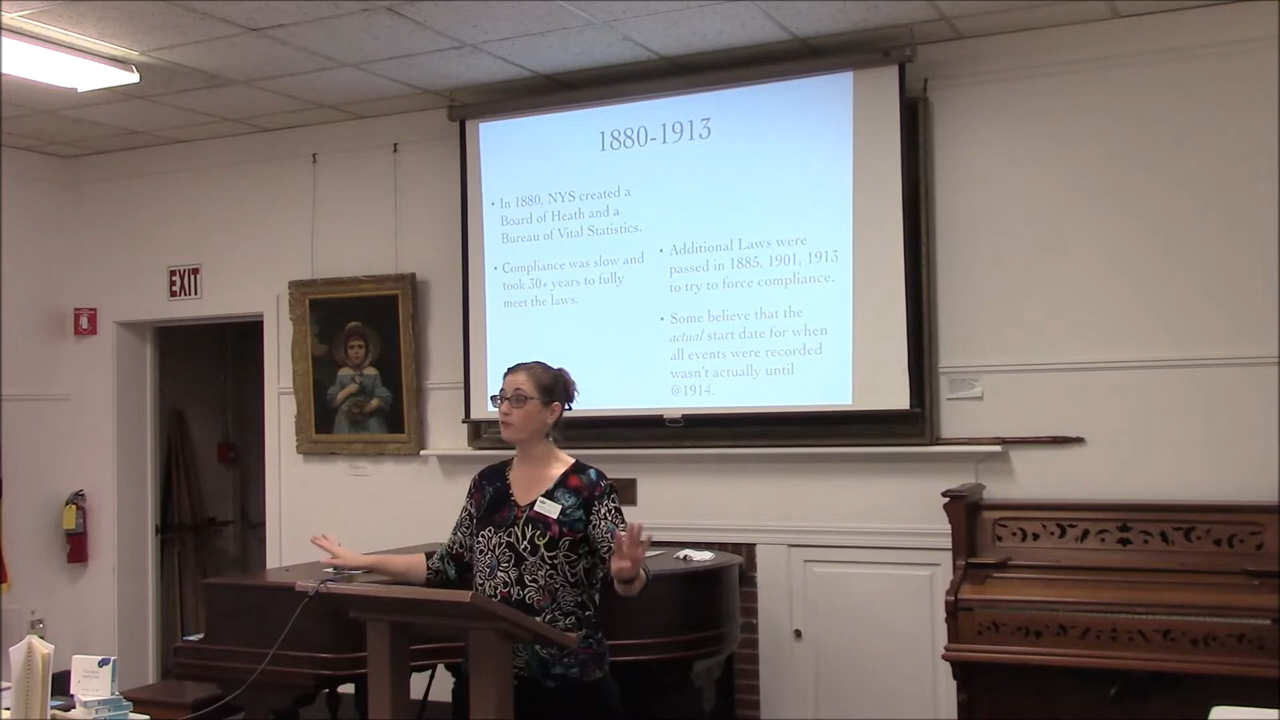 1880-1913
• In 1880, NYS created a
Board of Heath and a
Bureau of Vital Statistics.
• Compliance was slow and
took 30+ years to fully
meet the laws.
• Additional Laws were
passed in 1885, 1901, 1913
to try to force compliance.
• Some believe that the
actual start date for when
all events were recorded
wasn't actually until
@1914.
EXIT